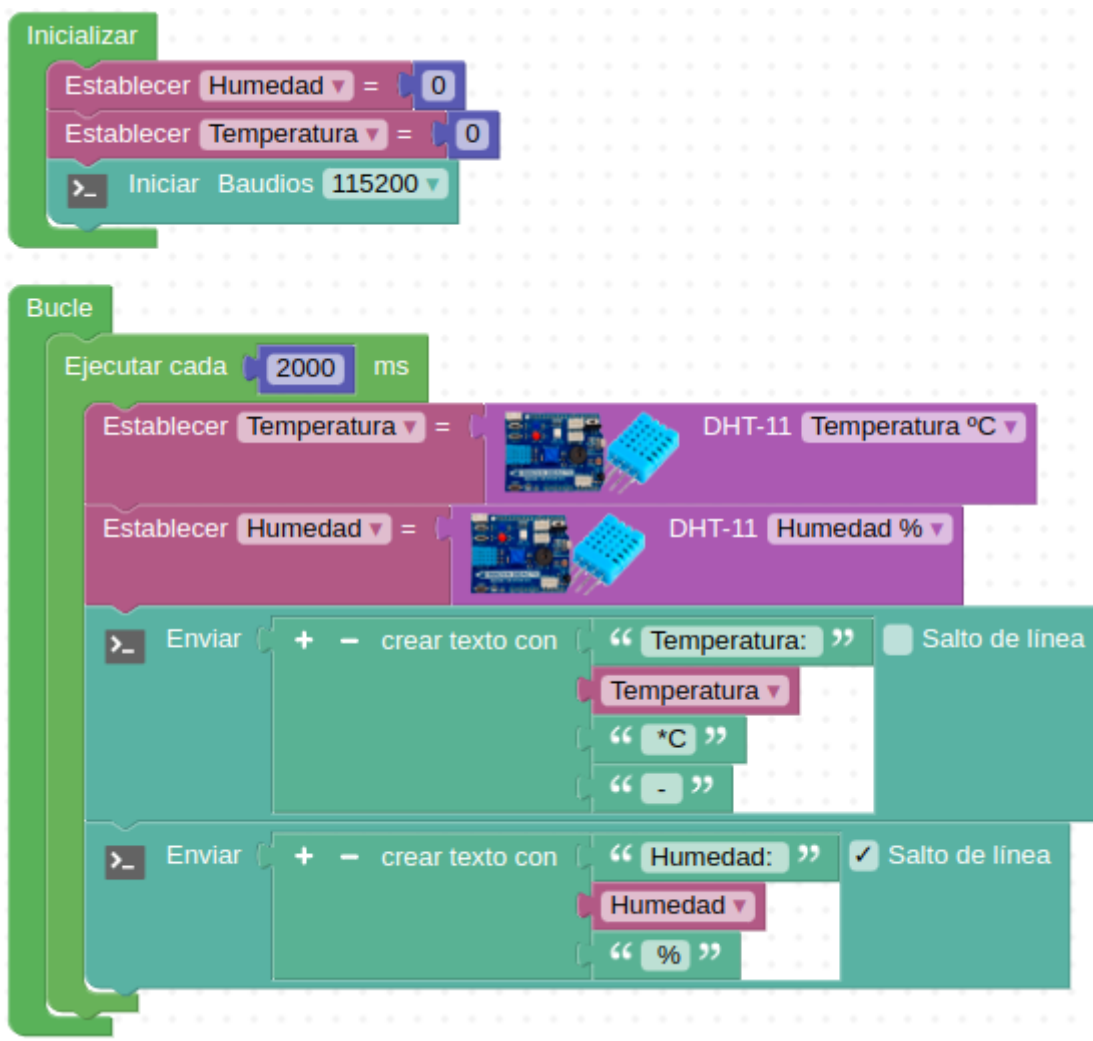 Inicializar
Establecer Humedad = 0
Establecer Temperatura = 0
Iniciar Baudios 115200
Bucle
Ejecutar cada 2000 ms
Establecer Temperatura = DHT-11 Temperatura ºC
Establecer Humedad = DHT-11 Humedad %
Enviar + - crear texto con “ Temperatura: ” Salto de línea
Temperatura
“ *C ”
“ - ”
Enviar + - crear texto con “ Humedad: ” ✓ Salto de línea
Humedad
“ % ”